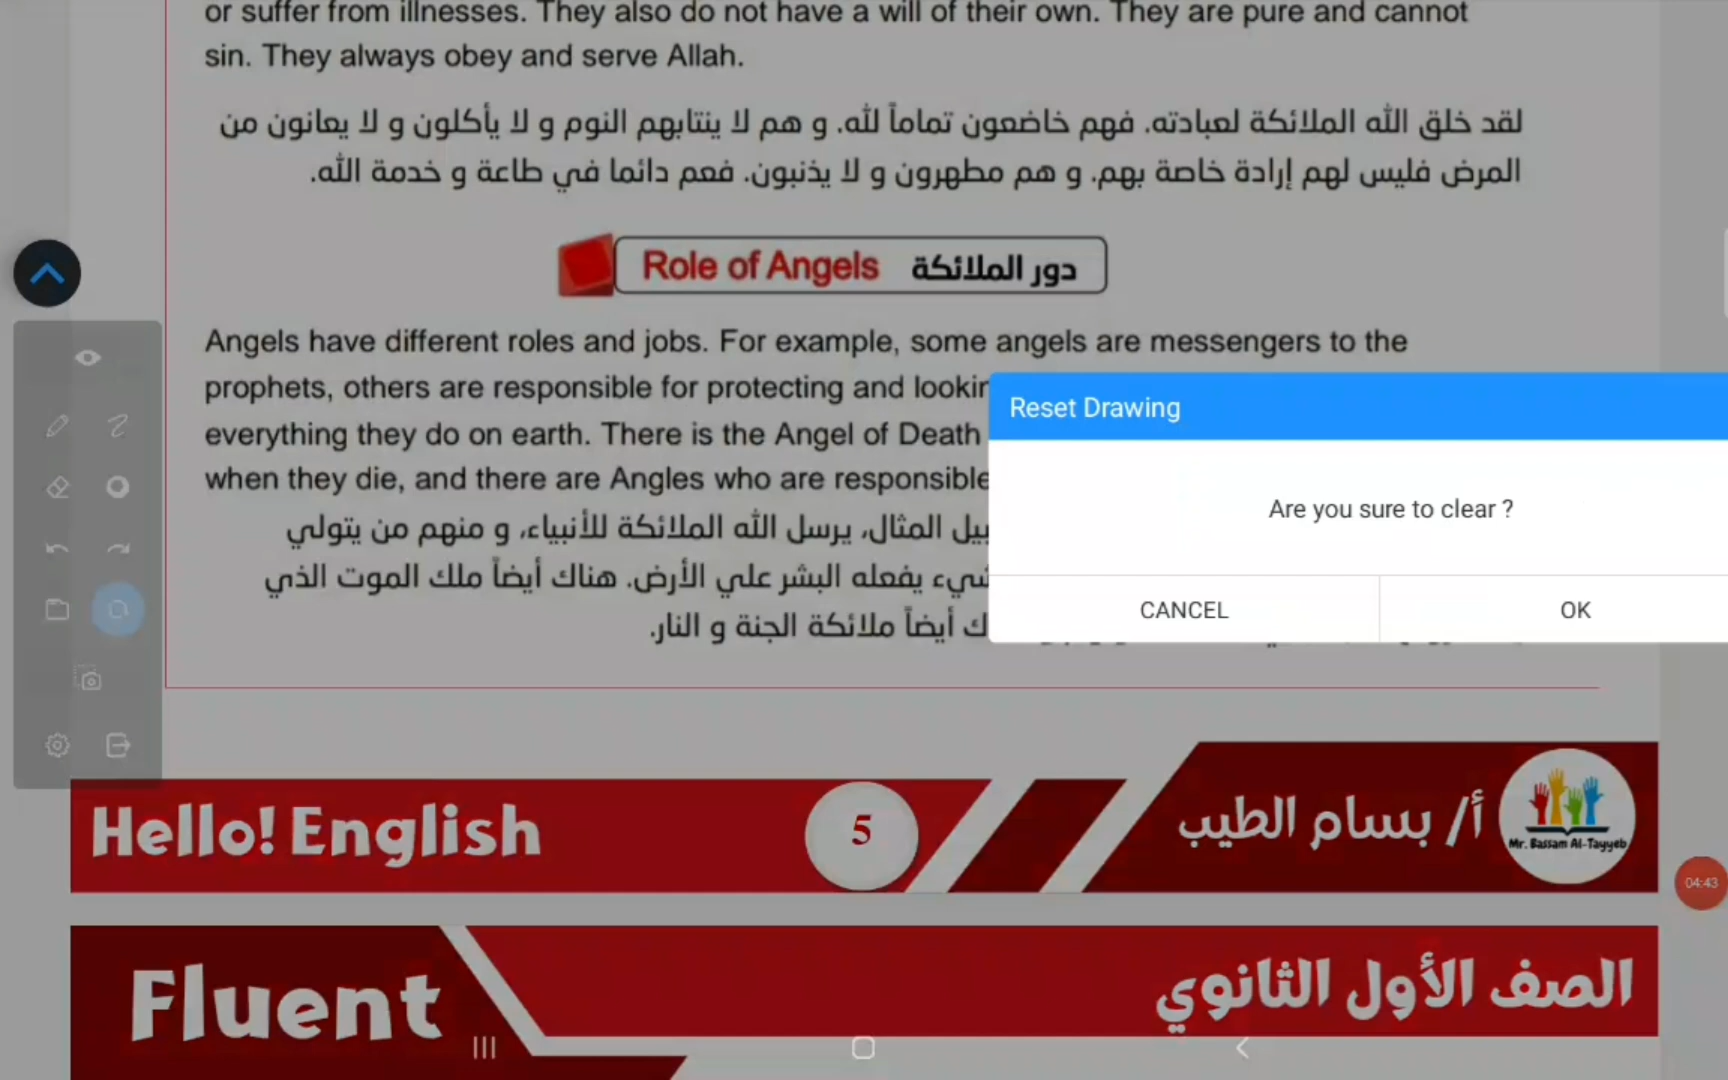 or suffer from illnesses. They also do not have a will of their own. They are pure and cannot
sin. They always obey and serve Allah.
لقد خلق الله الملائكة لعبادته. فهم خاضعون تماماً لله. و هم لا ينتابهم النوم و لا يأكلون و لا يعانون من
المرض فليس لهم إرادة خاصة بهم. و هم مطهرون و لا يذنبون. فعم دائما في طاعة و خدمة الله.
Role of Angels دور الملائكة
Angels have different roles and jobs. For example, some angels are messengers to the
prophets, others are responsible for protecting and lookin
everything they do on earth. There is the Angel of Death
when they die, and there are Angles who are responsible
بيل المثال، يرسل الله الملائكة للأنبياء، و منهم من يتولي
شيء يفعله البشر علي الأرض. هناك أيضاً ملك الموت الذي
ك أيضاً ملائكة الجنة و النار.
Reset Drawing
Are you sure to clear ?
CANCEL
OK
Hello! English
5
أ/ بسام الطيب
Mr. Bassam Al-Tayyeb
04:43
Fluent
الصف الأول الثانوي